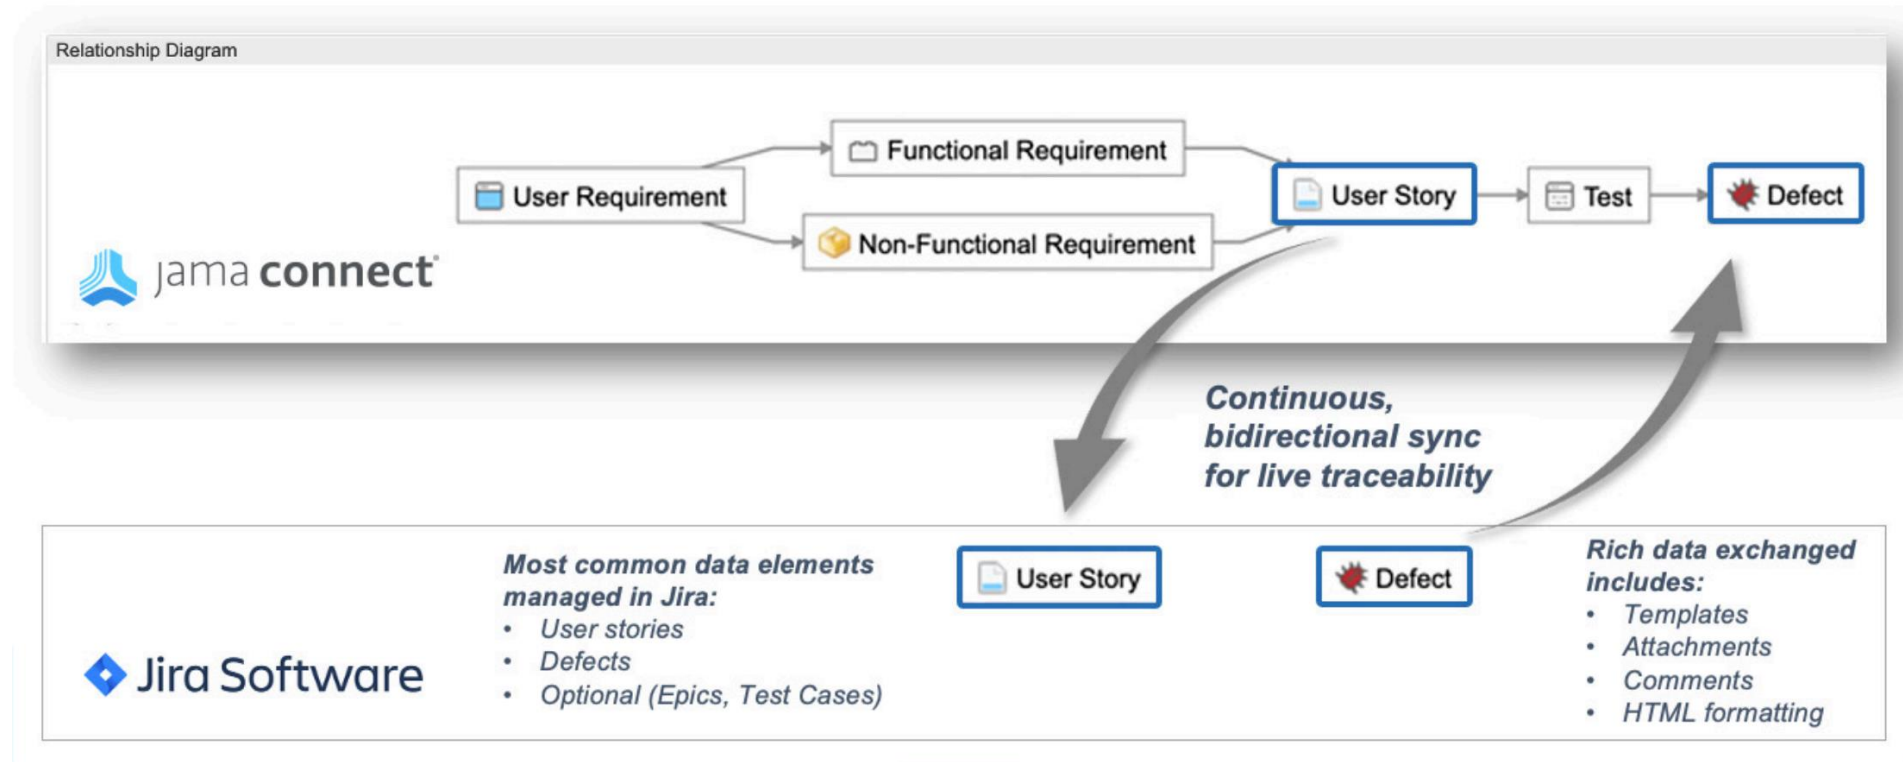 Relationship Diagram
Functional Requirement
User Requirement
User Story
Test
Defect
Non-Functional Requirement
jama connect®
Continuous,
bidirectional sync
for live traceability
Most common data elements
managed in Jira:
• User stories
• Defects
• Optional (Epics, Test Cases)
User Story
Defect
Rich data exchanged
includes:
• Templates
• Attachments
• Comments
• HTML formatting
Jira Software